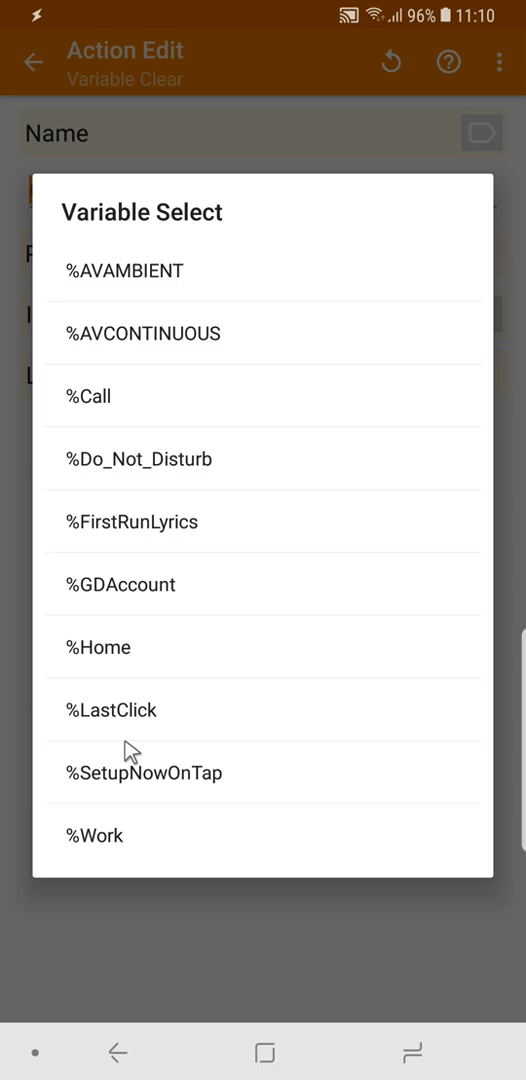 96% 11:10
Action Edit
Variable Clear
Name
Variable Select
%AVAMBIENT
%AVCONTINUOUS
%Call
%Do_Not_Disturb
%FirstRunLyrics
%GDAccount
%Home
%LastClick
%SetupNowOnTap
%Work